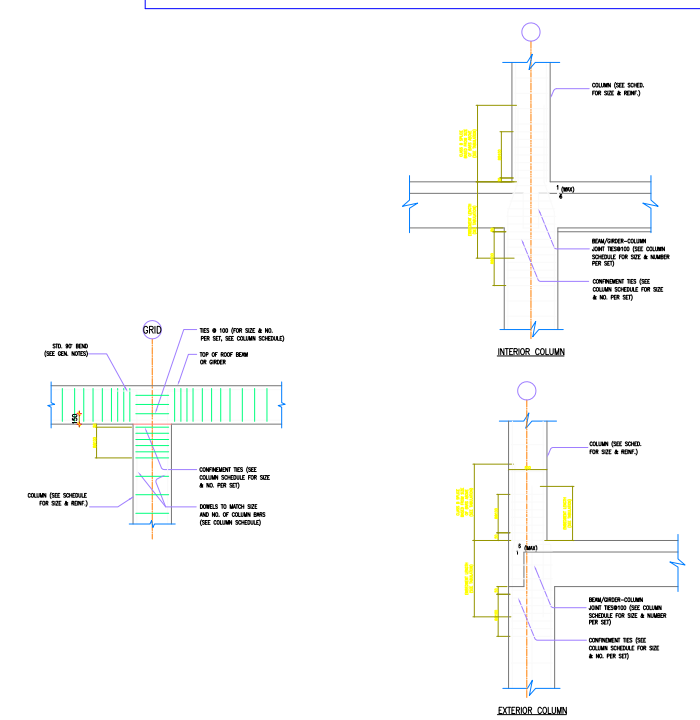 COLUMN (SEE SCHED.
FOR SIZE & REINF.)
1 (MAX)
6
BEAM/GIRDER-COLUMN
JOINT TIES@100 (SEE COLUMN
SCHEDULE FOR SIZE & NUMBER
PER SET)
CONFINEMENT TIES (SEE
COLUMN SCHEDULE FOR SIZE
& NO. PER SET)
INTERIOR COLUMN
GRID
STD. 90° BEND
(SEE GEN. NOTES)
TIES @ 100 (FOR SIZE & NO.
PER SET, SEE COLUMN SCHEDULE)
TOP OF ROOF BEAM
OR GIRDER
150
CONFINEMENT TIES (SEE
COLUMN SCHEDULE FOR SIZE
& NO. PER SET)
COLUMN (SEE SCHEDULE
FOR SIZE & REINF.)
DOWELS TO MATCH SIZE
AND NO. OF COLUMN BARS
(SEE COLUMN SCHEDULE)
COLUMN (SEE SCHED.
FOR SIZE & REINF.)
6 (MAX)
1
BEAM/GIRDER-COLUMN
JOINT TIES@100 (SEE COLUMN
SCHEDULE FOR SIZE & NUMBER
PER SET)
CONFINEMENT TIES (SEE
COLUMN SCHEDULE FOR SIZE
& NO. PER SET)
EXTERIOR COLUMN